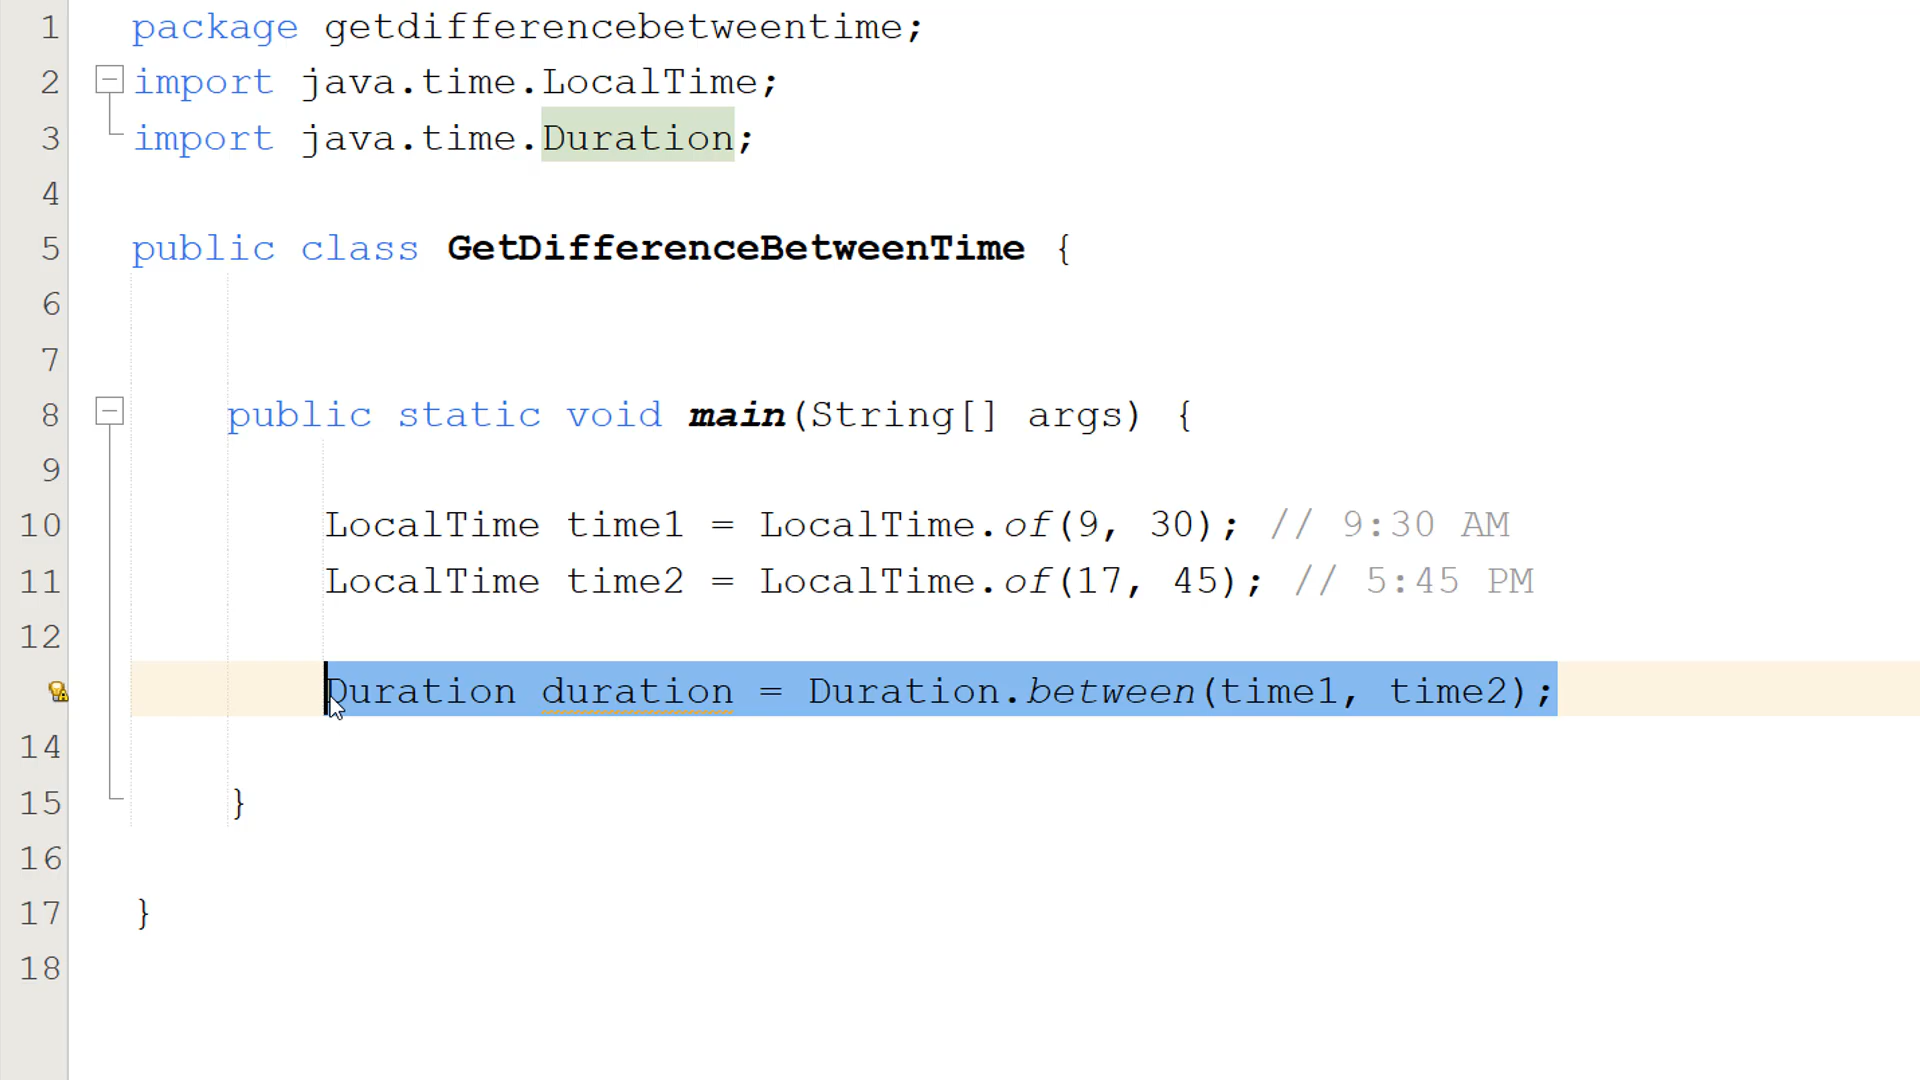 1 package getdifferencebetweentime;
2 import java.time.LocalTime;
3 import java.time.Duration;
4
5 public class GetDifferenceBetweenTime {
6
7
8 public static void main(String[] args) {
9
10 LocalTime time1 = LocalTime.of(9, 30); // 9:30 AM
11 LocalTime time2 = LocalTime.of(17, 45); // 5:45 PM
12
Duration duration = Duration.between(time1, time2);
14
15 }
16
17 }
18